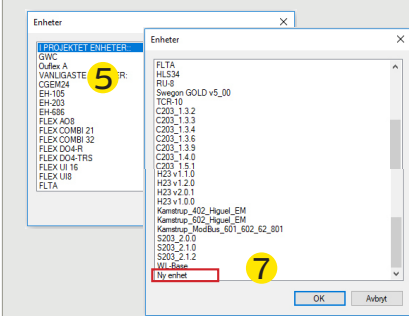 Enheter
I PROJEKTET ENHETER::
GWC
Ouflex A
VANLIGASTE ER:
CGEM24
EH-105
EH-203
EH-686
FLEX AO8
FLEX COMBI 21
FLEX COMBI 32
FLEX DO4-R
FLEX DO4-TRS
FLEX UI 16
FLEX UI8
FLTA
5
Enheter
FLTA
HLS34
RU-8
Swegon GOLD v5_00
TCR-10
C203_1.3.2
C203_1.3.3
C203_1.3.4
C203_1.3.6
C203_1.3.9
C203_1.4.0
C203_1.5.1
H23 v1.1.0
H23 v1.2.0
H23 v2.0.1
H23 v1.0.0
Kamstrup_402_Higuel_EM
Kamstrup_602_Higuel_EM
Kamstrup_ModBus_601_602_62_801
S203_2.0.0
S203_2.1.0
S203_2.1.2
WL-Base
Ny enhet
7
OK Avbryt